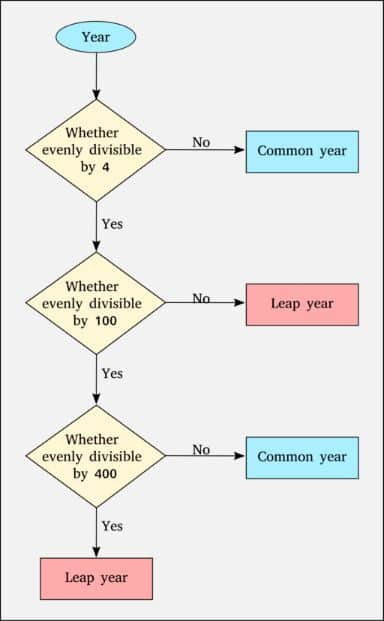 Year
Whether
evenly divisible
by 4
No
Common year
Yes
Whether
evenly divisible
by 100
No
Leap year
Yes
Whether
evenly divisible
by 400
No
Common year
Yes
Leap year